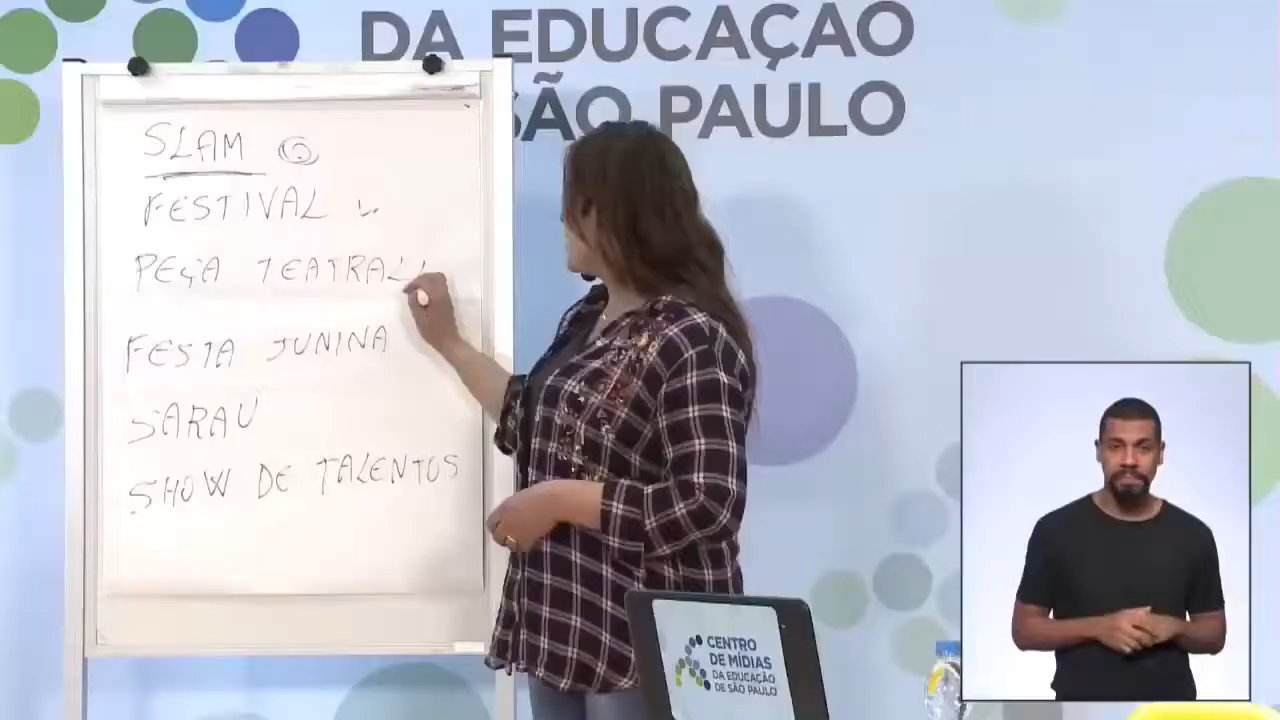 DA EDUCAÇÃO
SÃO PAULO
SLAM
FESTIVAL
PEÇA TEATRAL
FESTA JUNINA
SARAU
SHOW DE TALENTOS
CENTRO
DE MÍDIAS
DA EDUCAÇÃO
DE SÃO PAULO